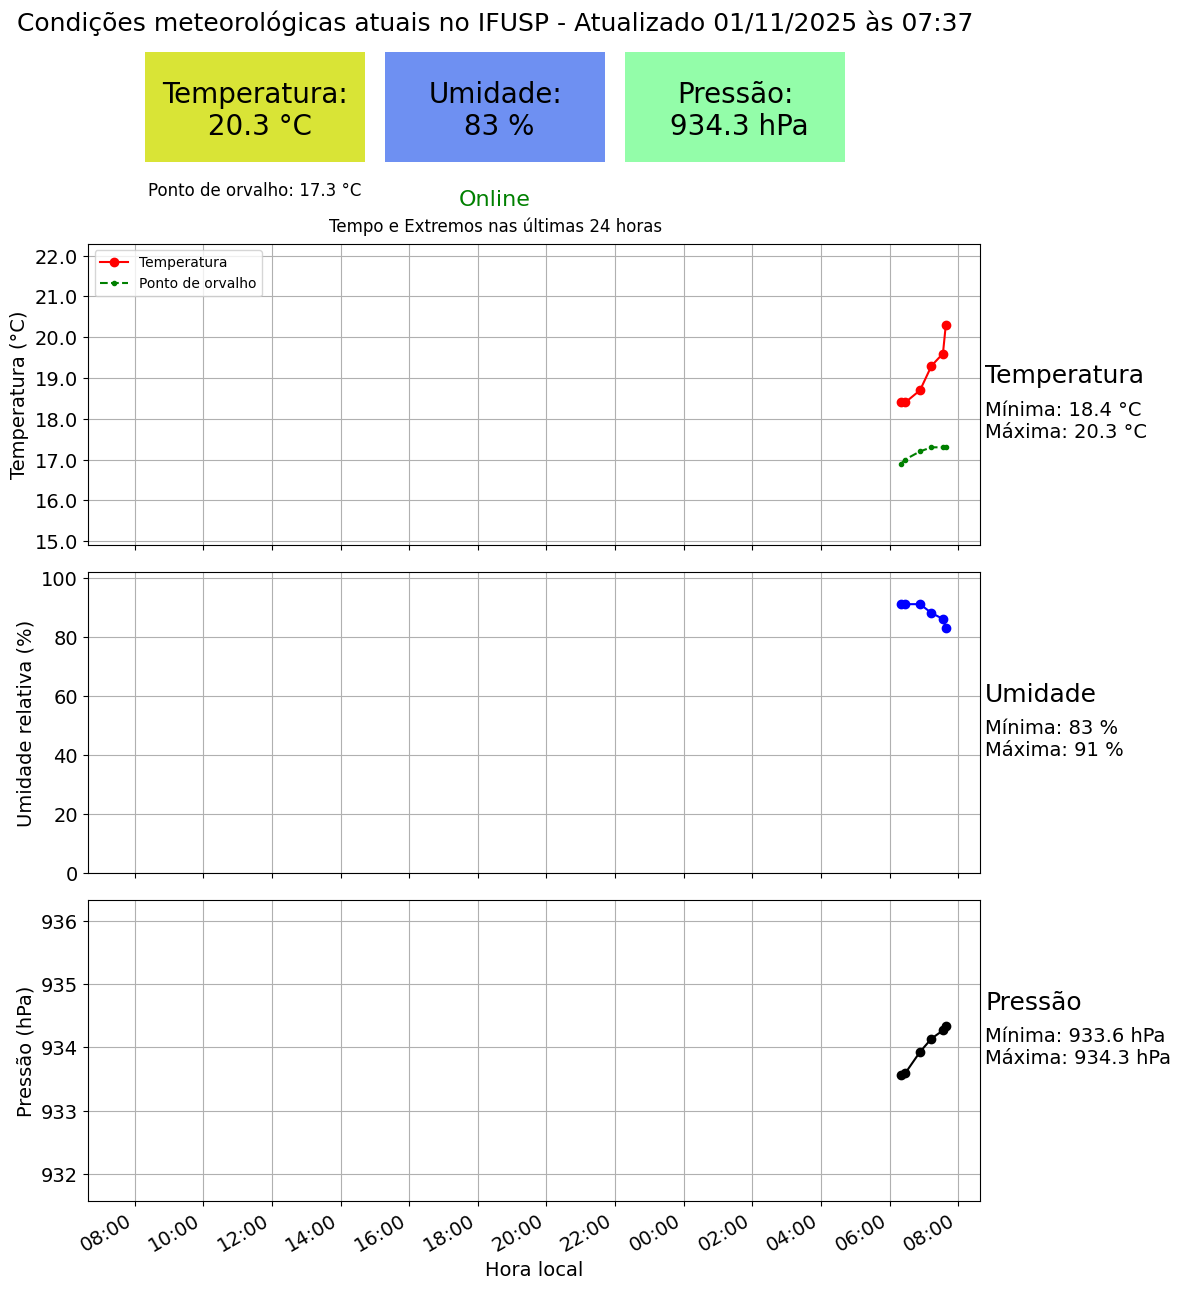 Condições meteorológicas atuais no IFUSP - Atualizado 01/11/2025 às 07:37
Temperatura:
20.3 °C
Umidade:
83 %
Pressão:
934.3 hPa
Ponto de orvalho: 17.3 °C
Online
Tempo e Extremos nas últimas 24 horas
Temperatura
Ponto de orvalho
Temperatura (°C)
22.0
21.0
20.0
19.0
18.0
17.0
16.0
15.0
Temperatura
Mínima: 18.4 °C
Máxima: 20.3 °C
Umidade relativa (%)
100
80
60
40
20
0
Umidade
Mínima: 83 %
Máxima: 91 %
Pressão (hPa)
936
935
934
933
932
Pressão
Mínima: 933.6 hPa
Máxima: 934.3 hPa
08:00 10:00 12:00 14:00 16:00 18:00 20:00 22:00 00:00 02:00 04:00 06:00 08:00
Hora local